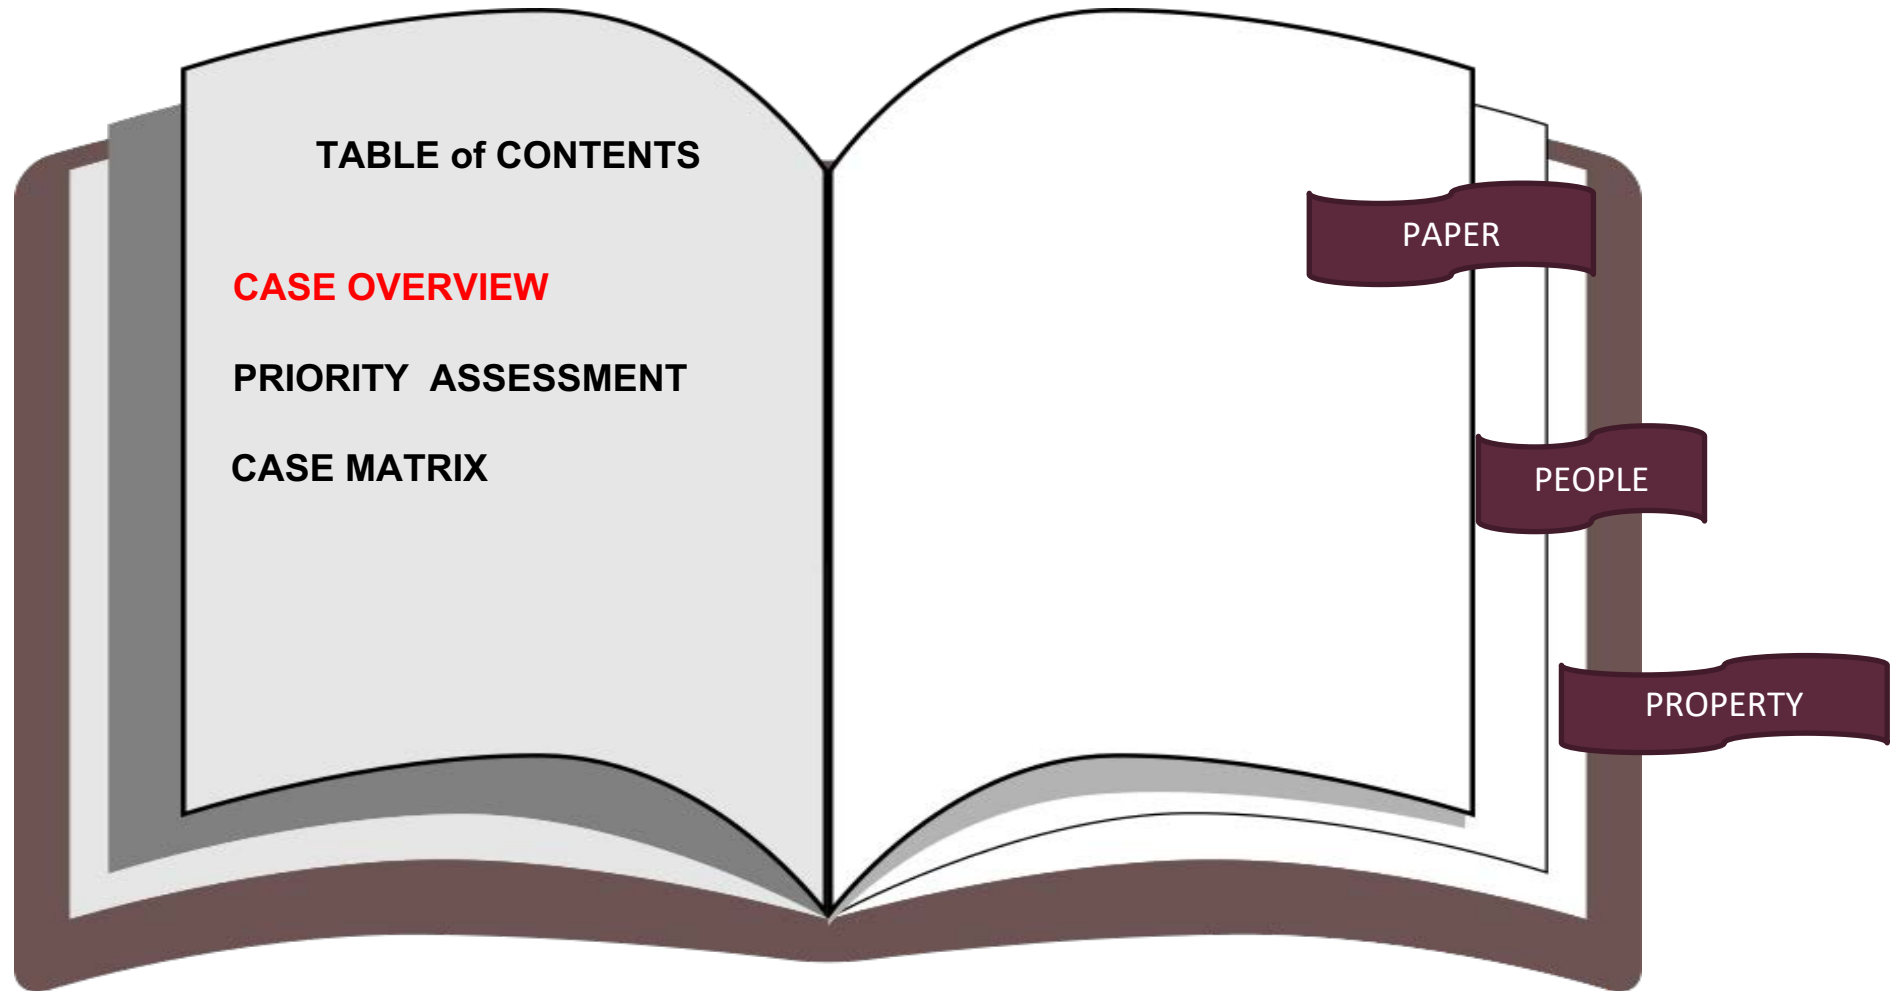 TABLE of CONTENTS
CASE OVERVIEW
PRIORITY ASSESSMENT
CASE MATRIX
PAPER
PEOPLE
PROPERTY